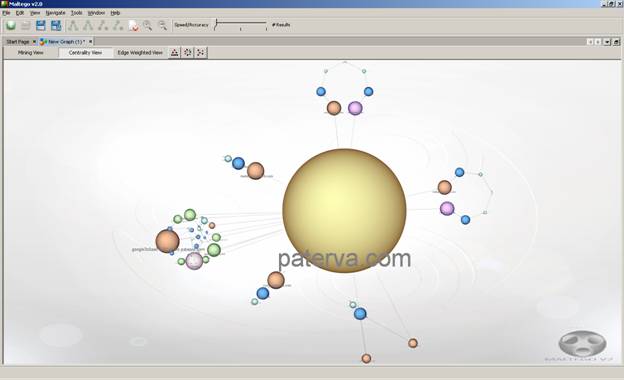 Maltego v2.0
File Edit View Navigate Tools Window Help
Speed/Accuracy # Results
Start Page New Graph (1) *
Mining View Centrality View Edge Weighted View
paterva.com
MALTEGO V2